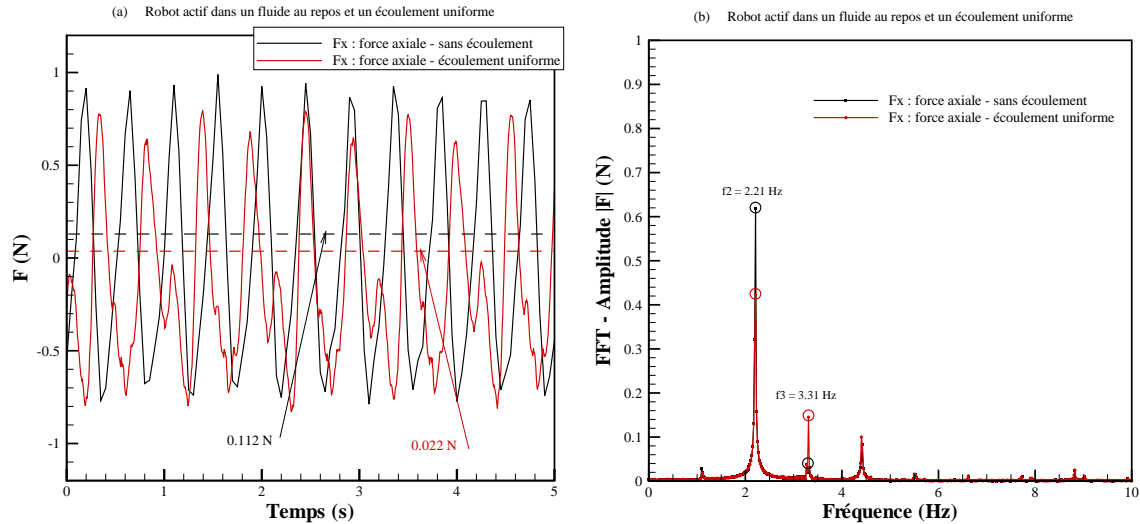 (a) Robot actif dans un fluide au repos et un écoulement uniforme
Fx : force axiale - sans écoulement
Fx : force axiale - écoulement uniforme
F (N)
1
0.5
0
-0.5
-1
0.112 N
0.022 N
0 1 2 3 4 5
Temps (s)
(b) Robot actif dans un fluide au repos et un écoulement uniforme
Fx : force axiale - sans écoulement
Fx : force axiale - écoulement uniforme
FFT - Amplitude |F| (N)
1
0.9
0.8
0.7
0.6
0.5
0.4
0.3
0.2
0.1
0
f2 = 2.21 Hz
f3 = 3.31 Hz
0 2 4 6 8 10
Fréquence (Hz)